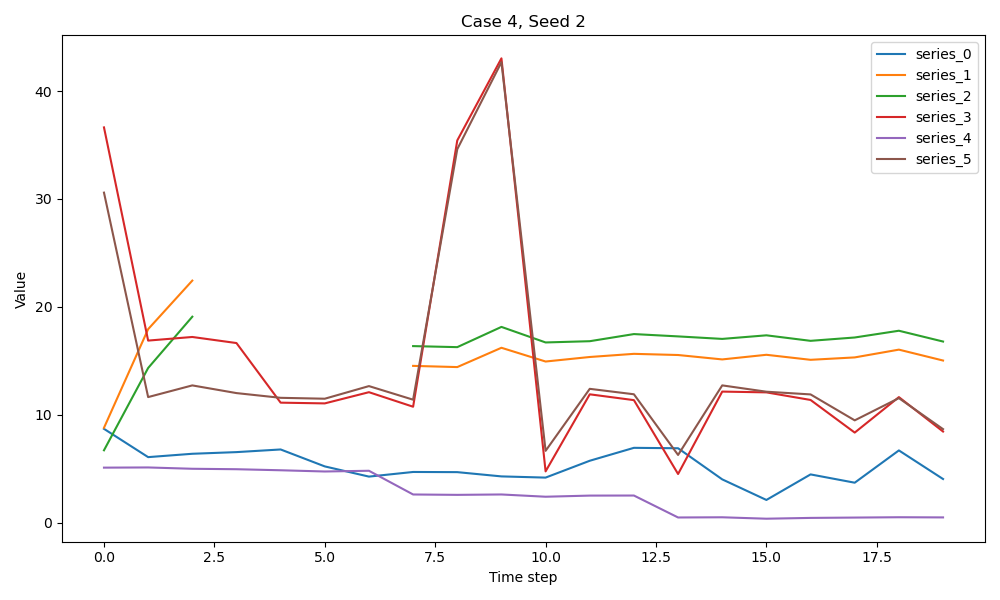 Case 4, Seed 2
series_0
series_1
series_2
series_3
series_4
series_5
Value
40
30
20
10
0
0.0 2.5 5.0 7.5 10.0 12.5 15.0 17.5
Time step